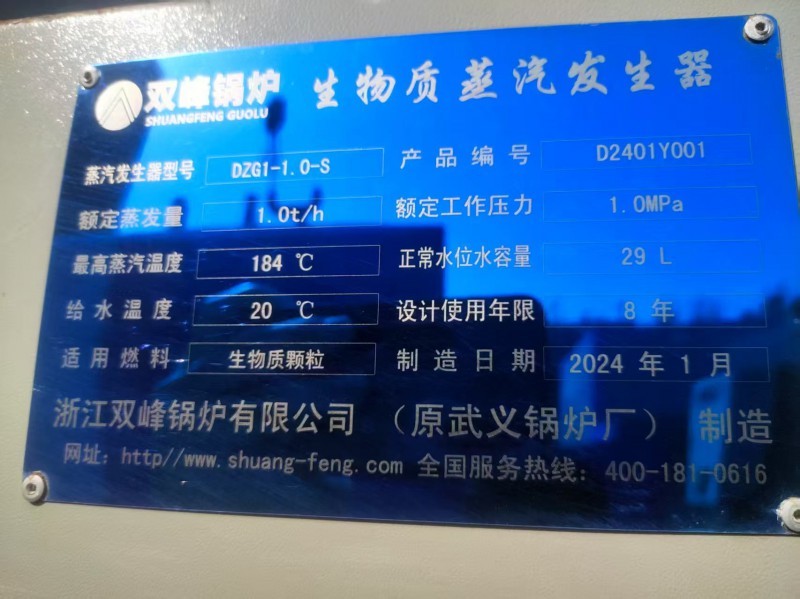 双峰锅炉 生物质蒸汽发生器
SHUANGFENG GUOLU
蒸汽发生器型号 DZG1-1.0-S 产品编号 D2401Y001
额定蒸发量 1.0t/h 额定工作压力 1.0MPa
最高蒸汽温度 184 ℃ 正常水位水容量 29 L
给水温度 20 ℃ 设计使用年限 8 年
适用燃料 生物质颗粒 制造日期 2024 年 1 月
浙江双峰锅炉有限公司 (原武义锅炉厂) 制造
网址: http//www.shuang-feng.com 全国服务热线: 400-181-0616